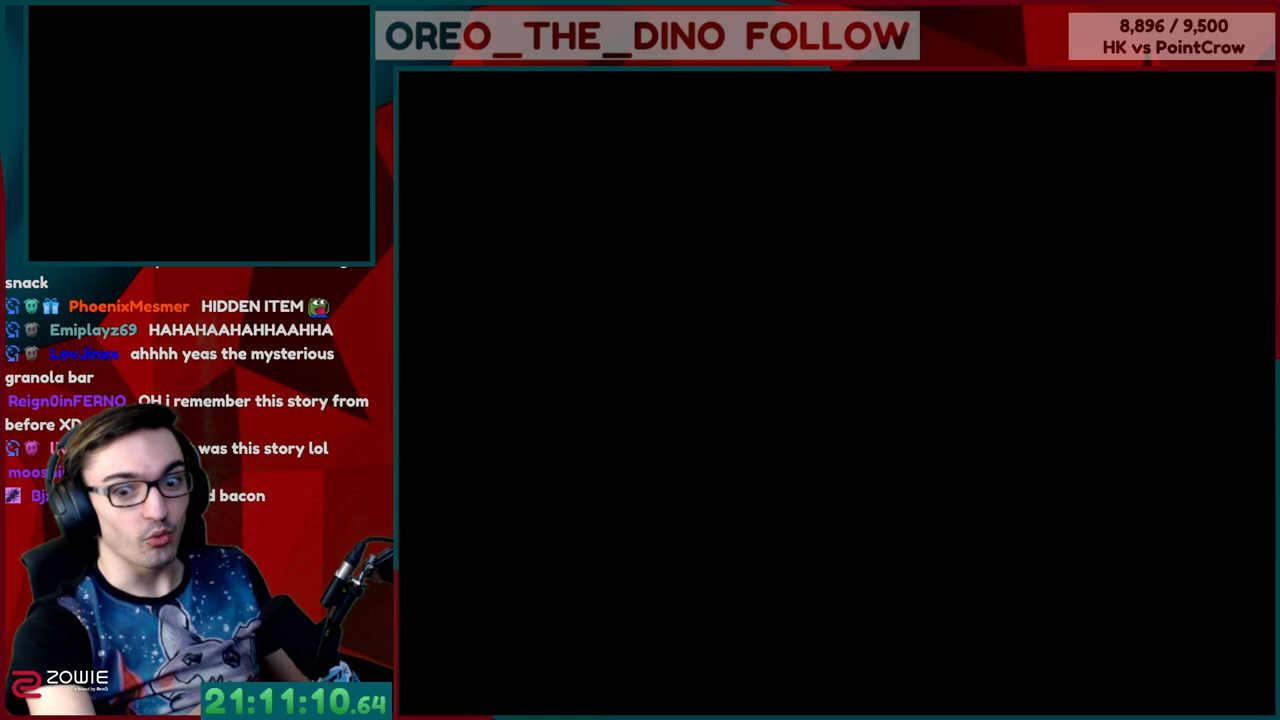 OREO_THE_DINO FOLLOW
8,896 / 9,500
HK vs PointCrow
snack
PhoenixMesmer HIDDEN ITEM
Emiplayz69 HAHAHAAHAHHAAHHA
LovJinxx ahhhh yeas the mysterious
granola bar
Reign0inFERNO OH i remember this story from
before XD
was this story lol
bacon
ZOWIE
21:11:10.64